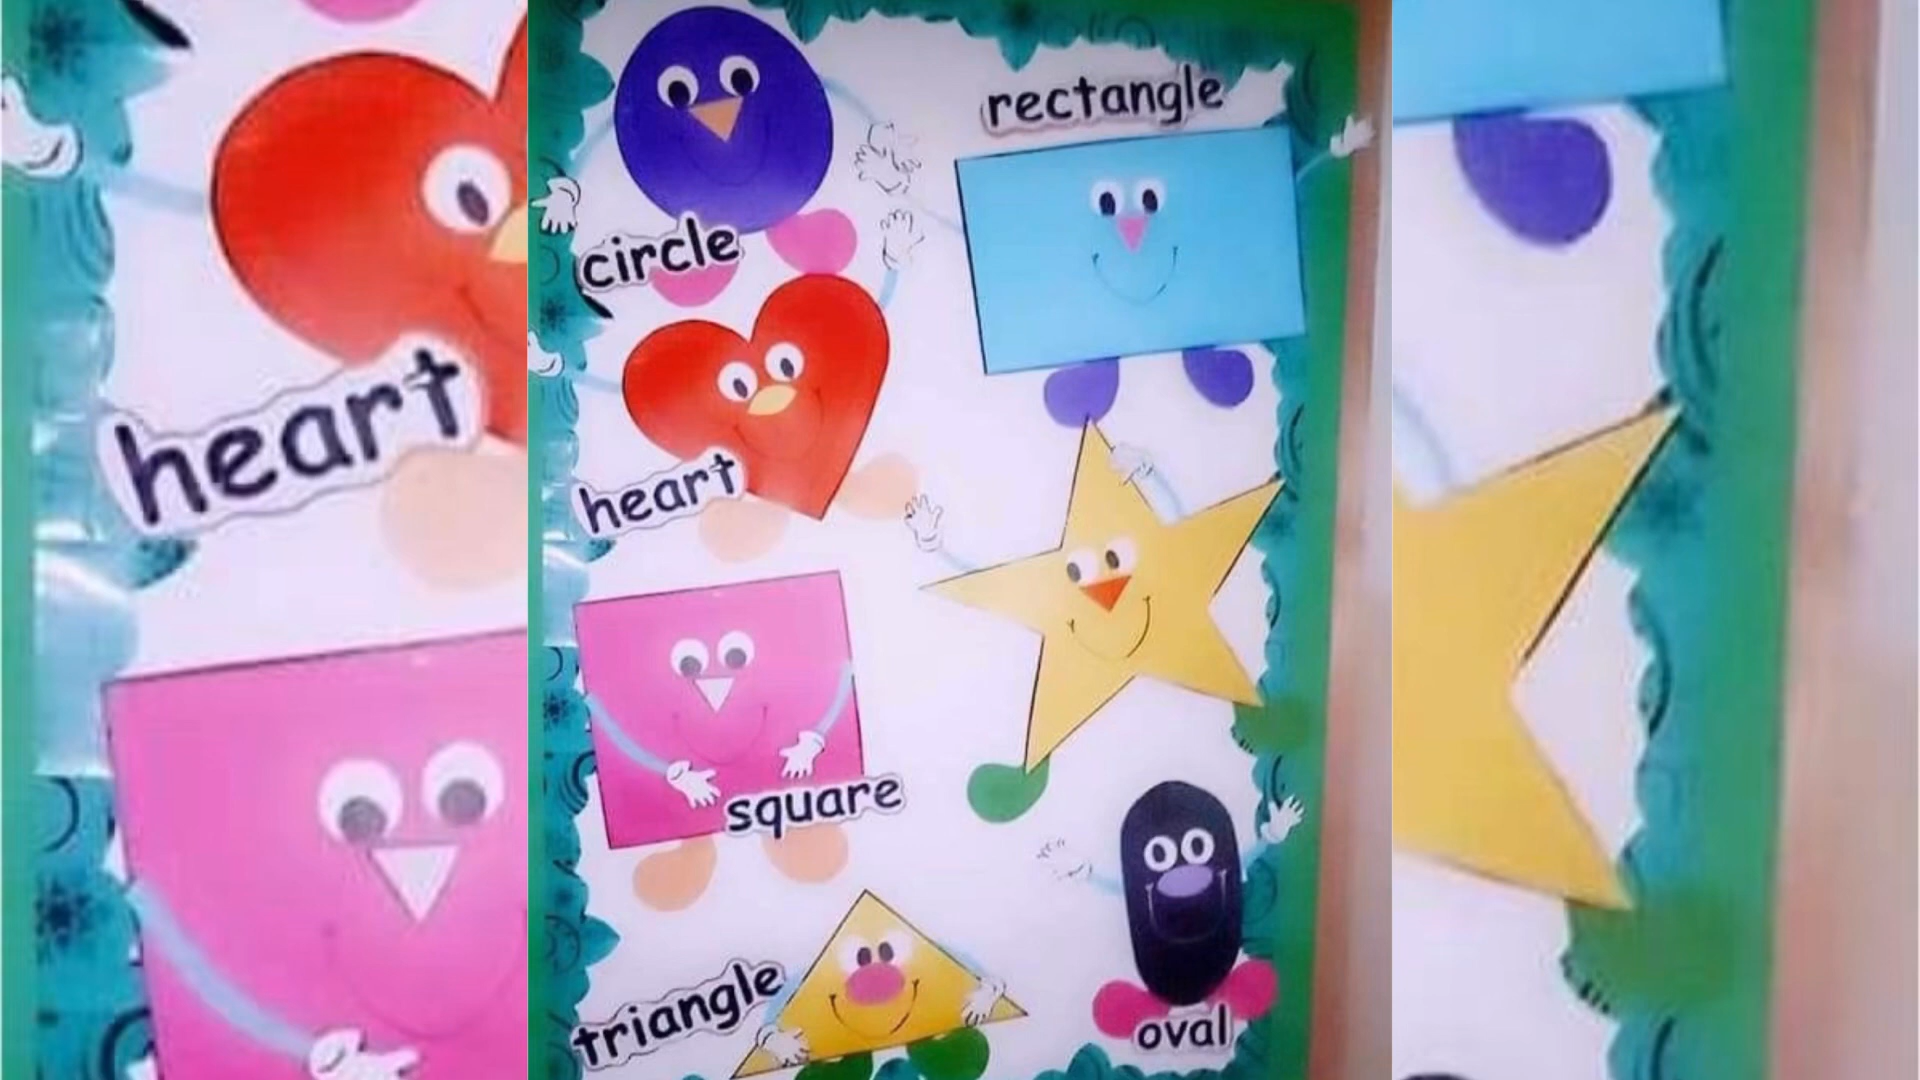 heart
circle
rectangle
heart
square
triangle
oval